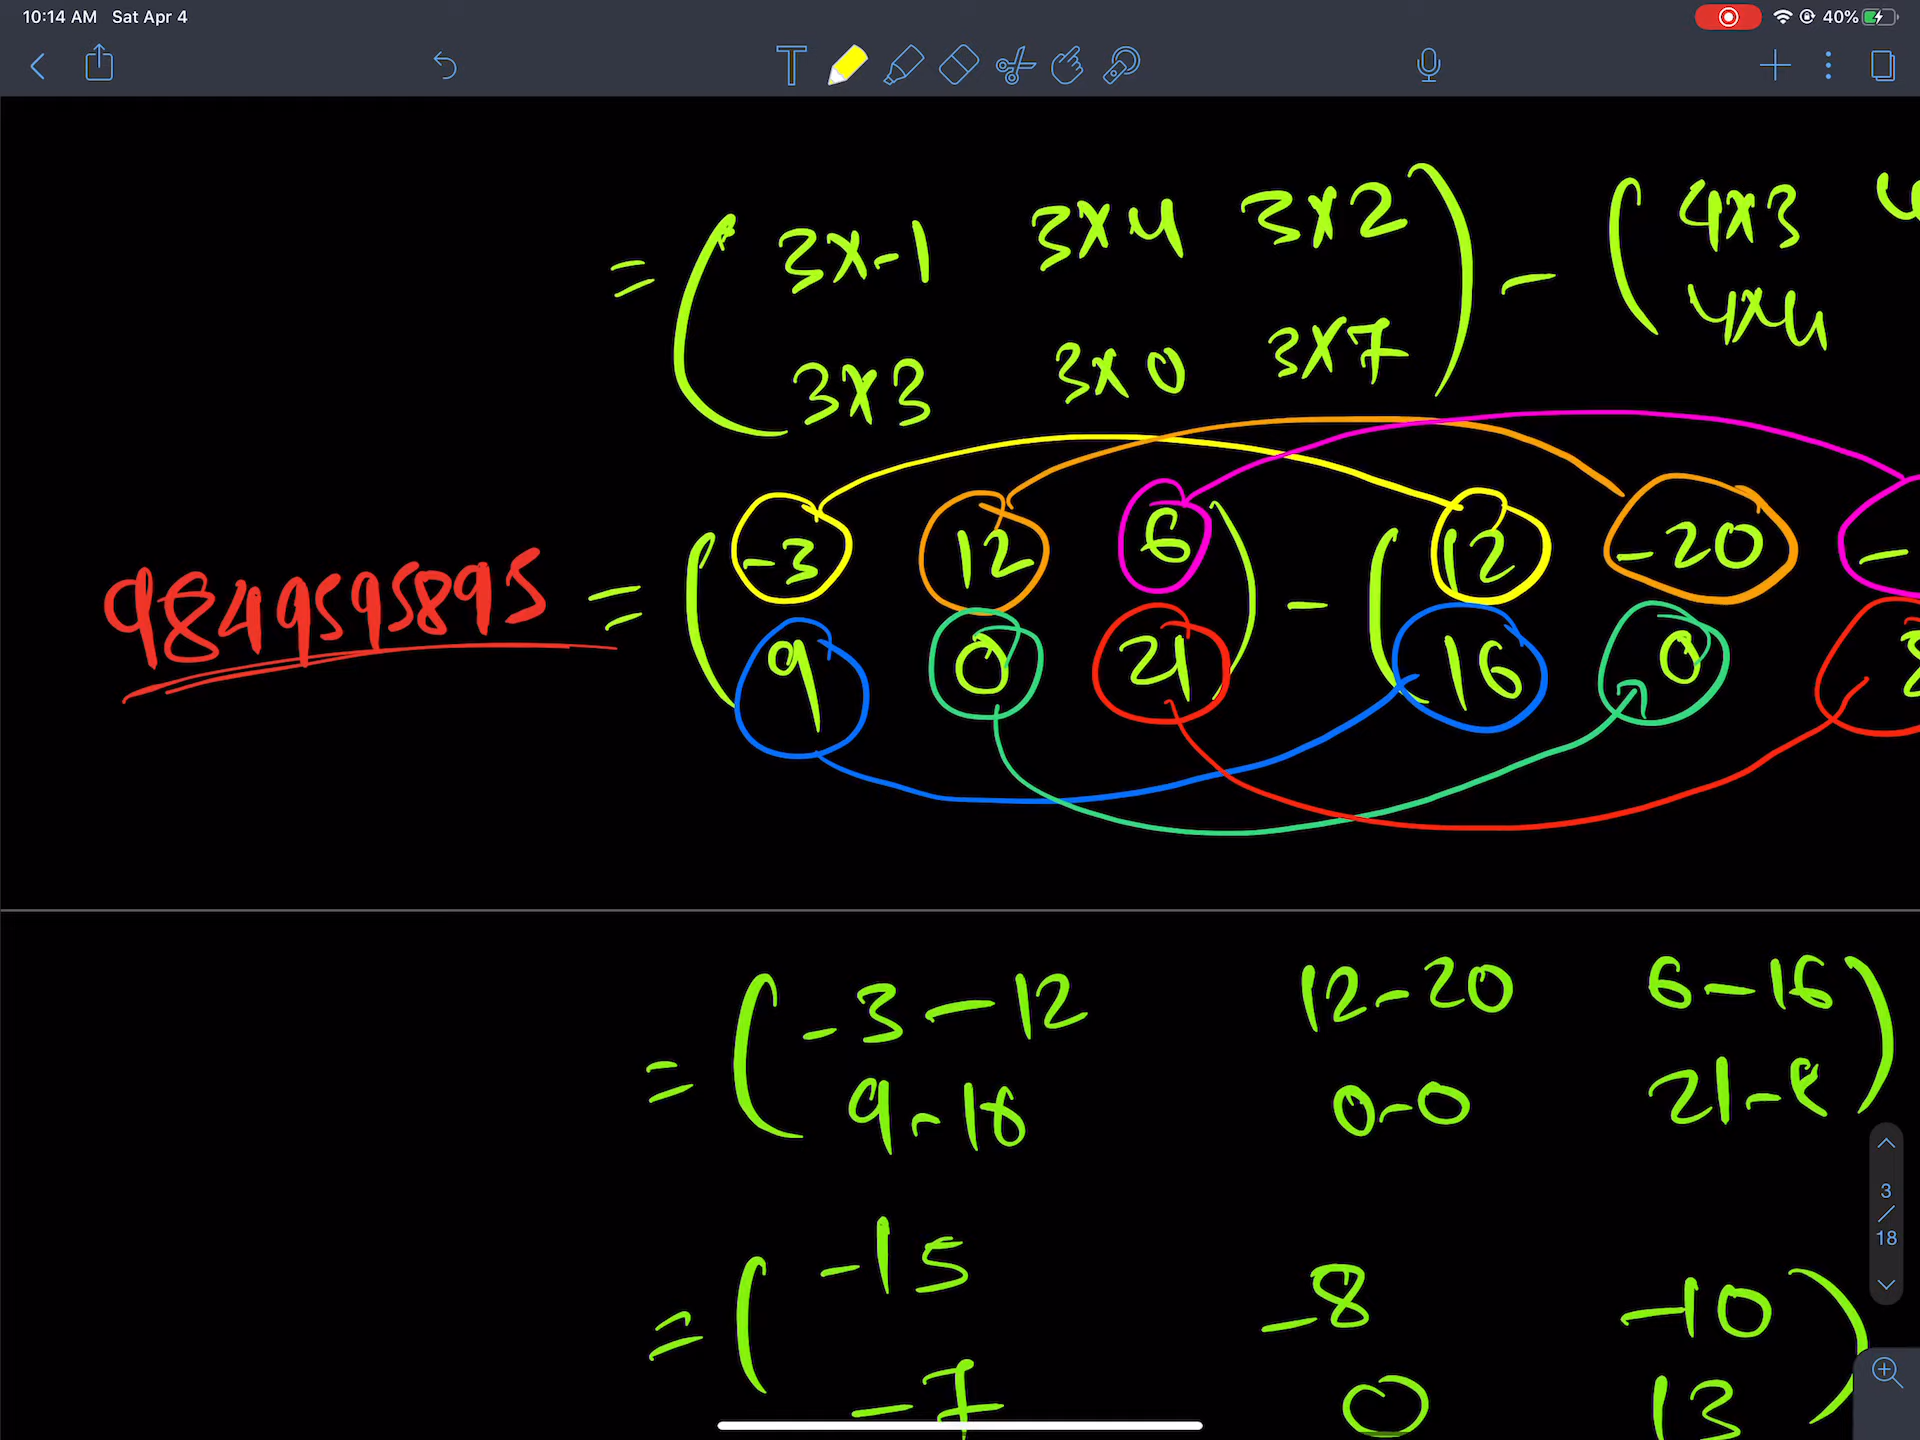 10:14 AM Sat Apr 4
40%
= ( 3x-1 3x4 3x2 ) - ( 4x3
3x3 3x0 3x7 4x4
9849595895 = ( -3 12 6 ) - ( 12 -20 -
9 0 21 16 0 8
= ( -3-12 12-20 6-16 )
9-16 0-0 21-8
= ( -15 -8 -10 )
-7 0 13
3
/
18